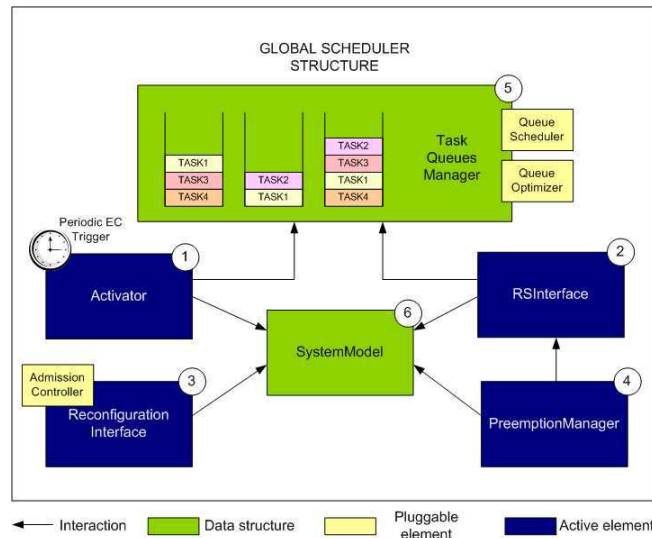 GLOBAL SCHEDULER
STRUCTURE
5
Queue
Scheduler
Queue
Optimizer
Task
Queues
Manager
TASK1
TASK3
TASK4
TASK2
TASK1
TASK2
TASK3
TASK1
TASK4
Periodic EC
Trigger
1
Activator
2
RSInterface
6
SystemModel
Admission
Controller
3
Reconfiguration
Interface
4
PreemptionManager
Interaction
Data structure
Pluggable
element
Active element